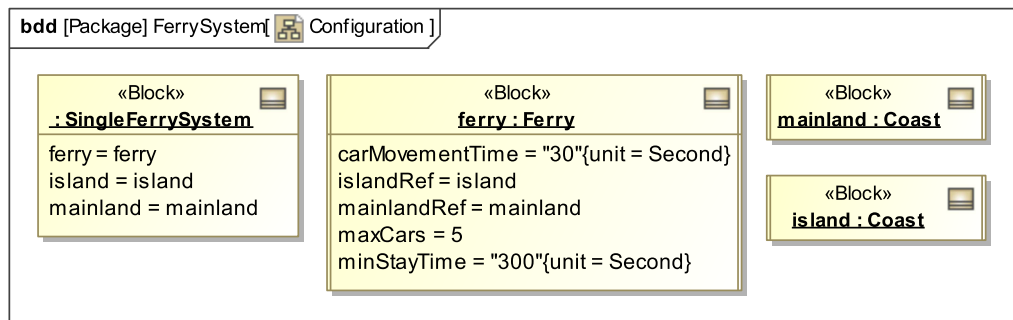 bdd [Package] FerrySystem[ Configuration ]
«Block»
: SingleFerrySystem
ferry = ferry
island = island
mainland = mainland
«Block»
ferry : Ferry
carMovementTime = "30"{unit = Second}
islandRef = island
mainlandRef = mainland
maxCars = 5
minStayTime = "300"{unit = Second}
«Block»
mainland : Coast
«Block»
island : Coast